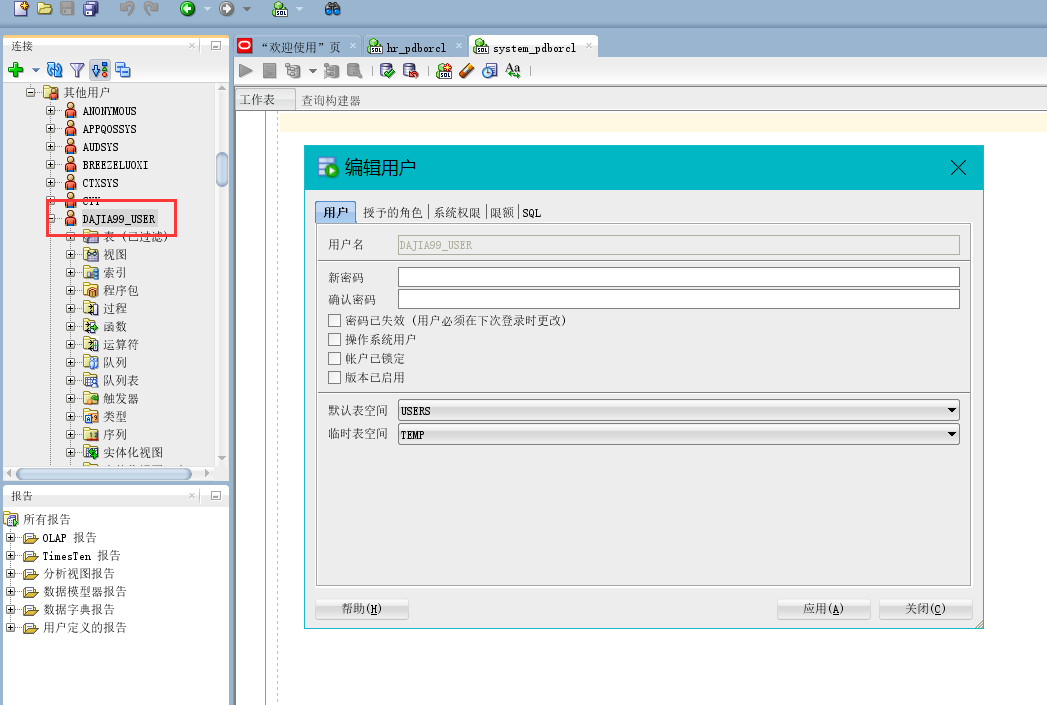 连接
“欢迎使用”页
hr_pdborcl
system_pdborcl
工作表
查询构建器
其他用户
ANONYMOUS
APPQOSSYS
AUDSYS
BREEZELUOXI
CTXSYS
CYY
DAJIA99_USER
表 (已过滤)
视图
索引
程序包
过程
函数
运算符
队列
队列表
触发器
类型
序列
实体化视图
报告
所有报告
OLAP 报告
TimesTen 报告
分析视图报告
数据模型器报告
数据字典报告
用户定义的报告
编辑用户
用户
授予的角色
系统权限
限额
SQL
用户名
DAJIA99_USER
新密码
确认密码
密码已失效 (用户必须在下次登录时更改)
操作系统用户
帐户已锁定
版本已启用
默认表空间
USERS
临时表空间
TEMP
帮助(H)
应用(A)
关闭(C)